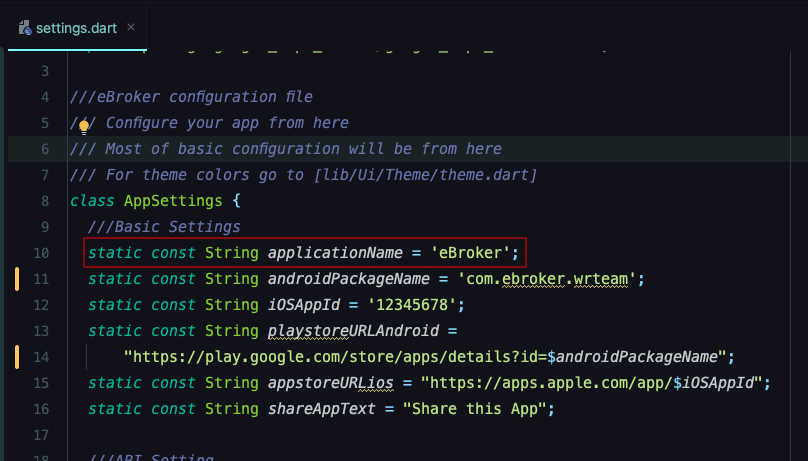 settings.dart ×
3
4 ///eBroker configuration file
5 /// Configure your app from here
6 /// Most of basic configuration will be from here
7 /// For theme colors go to [lib/Ui/Theme/theme.dart]
8 class AppSettings {
9 ///Basic Settings
10 static const String applicationName = 'eBroker';
11 static const String androidPackageName = 'com.ebroker.wrteam';
12 static const String iOSAppId = '12345678';
13 static const String playstoreURLAndroid =
14 "https://play.google.com/store/apps/details?id=$androidPackageName";
15 static const String appstoreURLios = "https://apps.apple.com/app/$iOSAppId";
16 static const String shareAppText = "Share this App";
17
18 ///API Setting